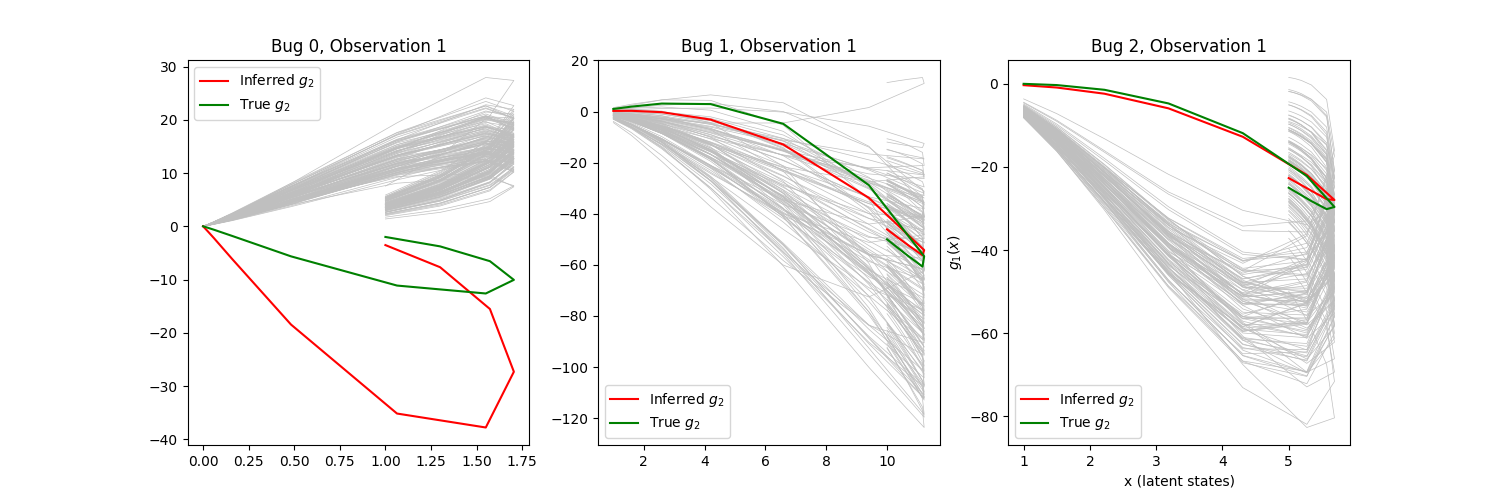 Bug 0, Observation 1
Bug 1, Observation 1
Bug 2, Observation 1
30
20
10
0
−10
−20
−30
−40
Inferred g₂
True g₂
0.00 0.25 0.50 0.75 1.00 1.25 1.50 1.75
20
0
−20
−40
−60
−80
−100
−120
Inferred g₂
True g₂
2 4 6 8 10
g₁(x)
0
−20
−40
−60
−80
Inferred g₂
True g₂
1 2 3 4 5
x (latent states)